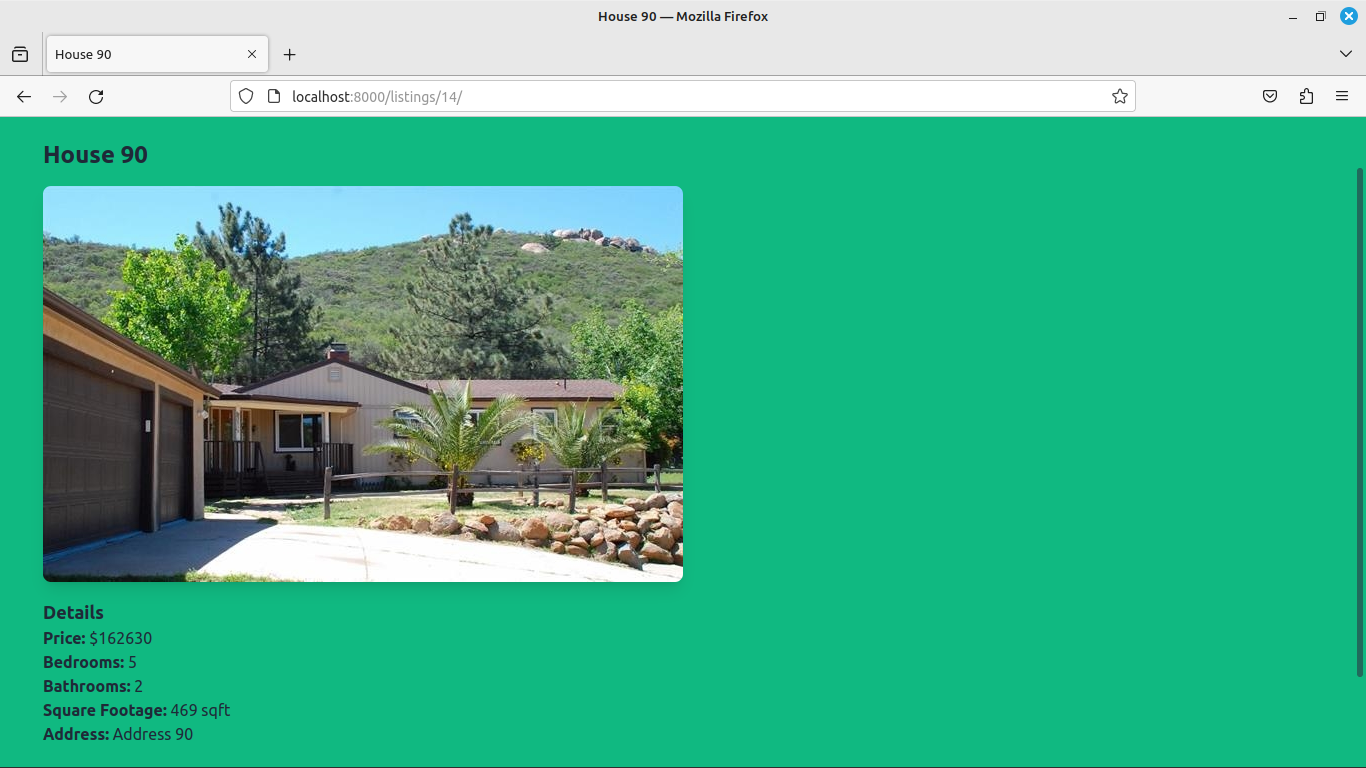 House 90 — Mozilla Firefox
House 90
localhost:8000/listings/14/
House 90
Details
Price: $162630
Bedrooms: 5
Bathrooms: 2
Square Footage: 469 sqft
Address: Address 90